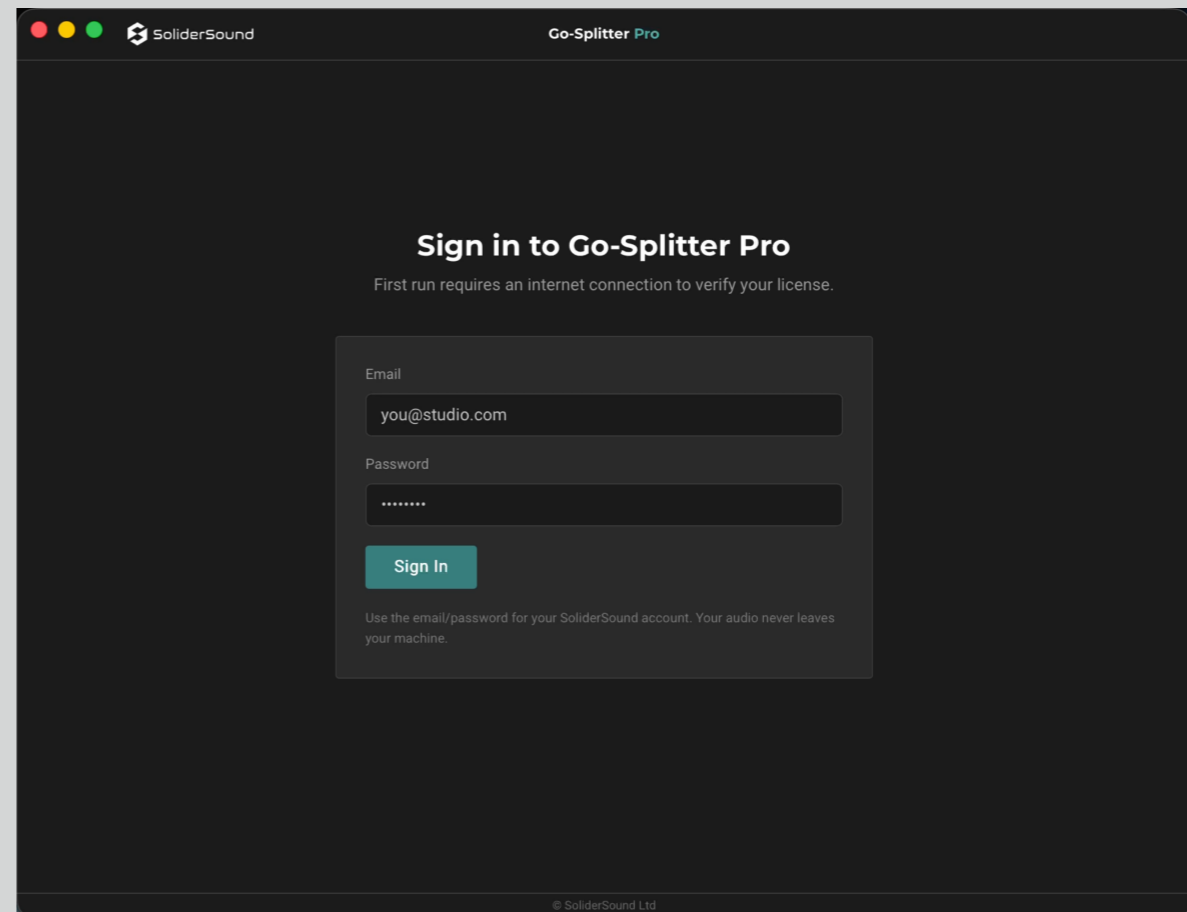 SoliderSound
Go-Splitter Pro
Sign in to Go-Splitter Pro
First run requires an internet connection to verify your license.
Email
you@studio.com
Password
••••••••
Sign In
Use the email/password for your SoliderSound account. Your audio never leaves
your machine.
© SoliderSound Ltd